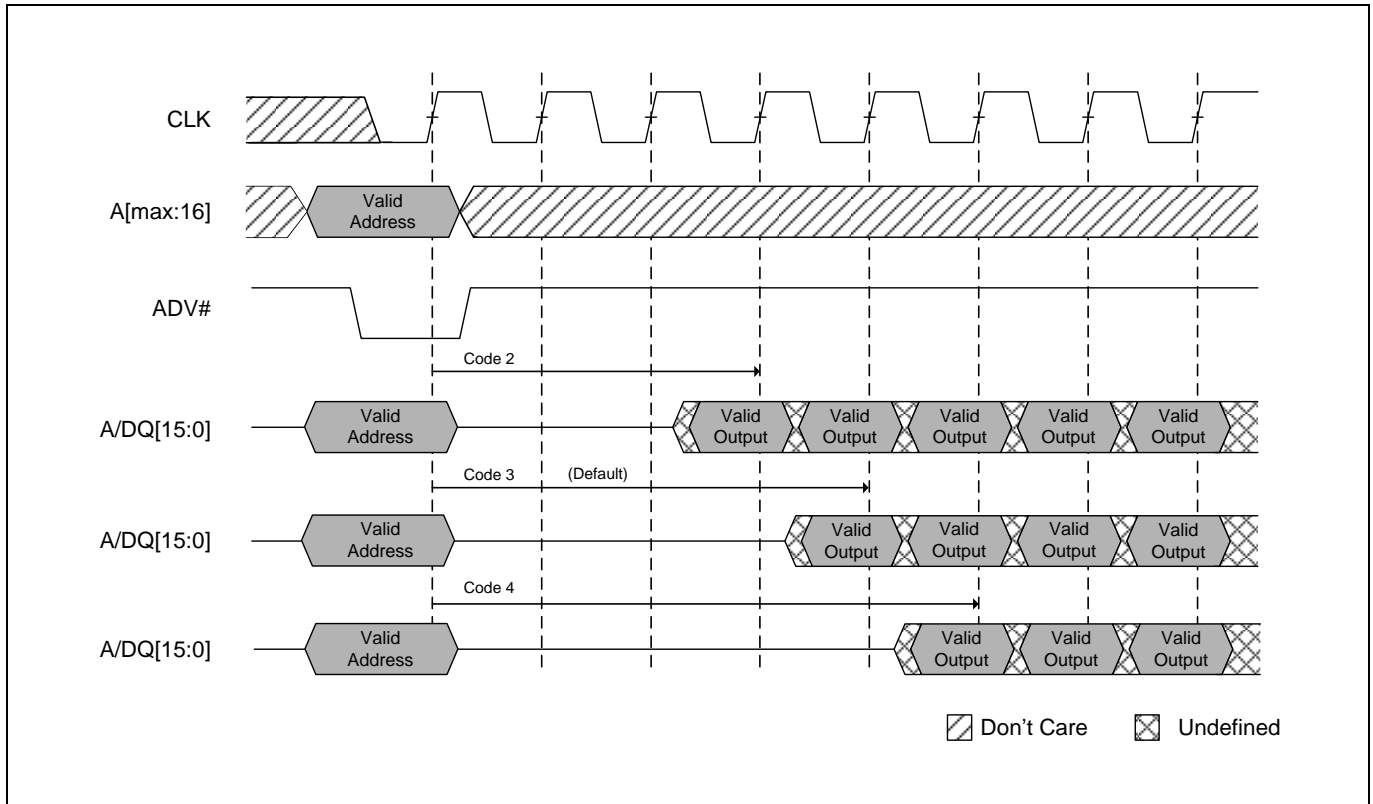 CLK
A[max:16]
Valid
Address
ADV#
Code 2
A/DQ[15:0]
Valid
Address
Valid
Output
Valid
Output
Valid
Output
Valid
Output
Valid
Output
Code 3
(Default)
A/DQ[15:0]
Valid
Address
Valid
Output
Valid
Output
Valid
Output
Valid
Output
Code 4
A/DQ[15:0]
Valid
Address
Valid
Output
Valid
Output
Valid
Output
Don't Care
Undefined